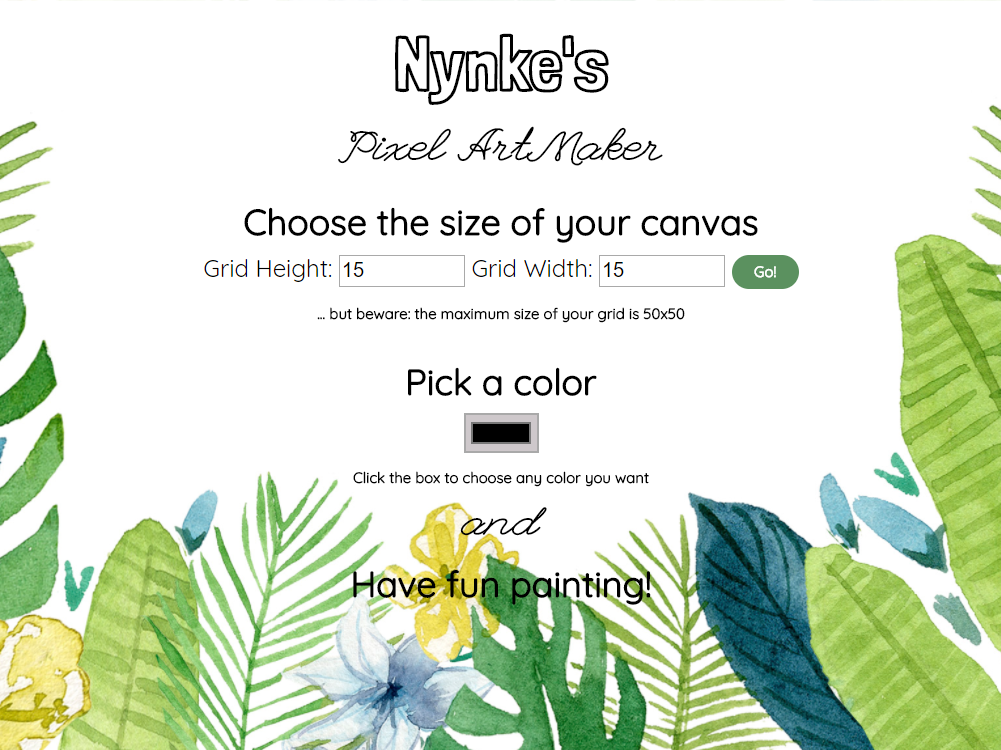 Nynke's
Pixel Art Maker
Choose the size of your canvas
Grid Height: 15 Grid Width: 15 Go!
... but beware: the maximum size of your grid is 50x50
Pick a color
Click the box to choose any color you want
and
Have fun painting!